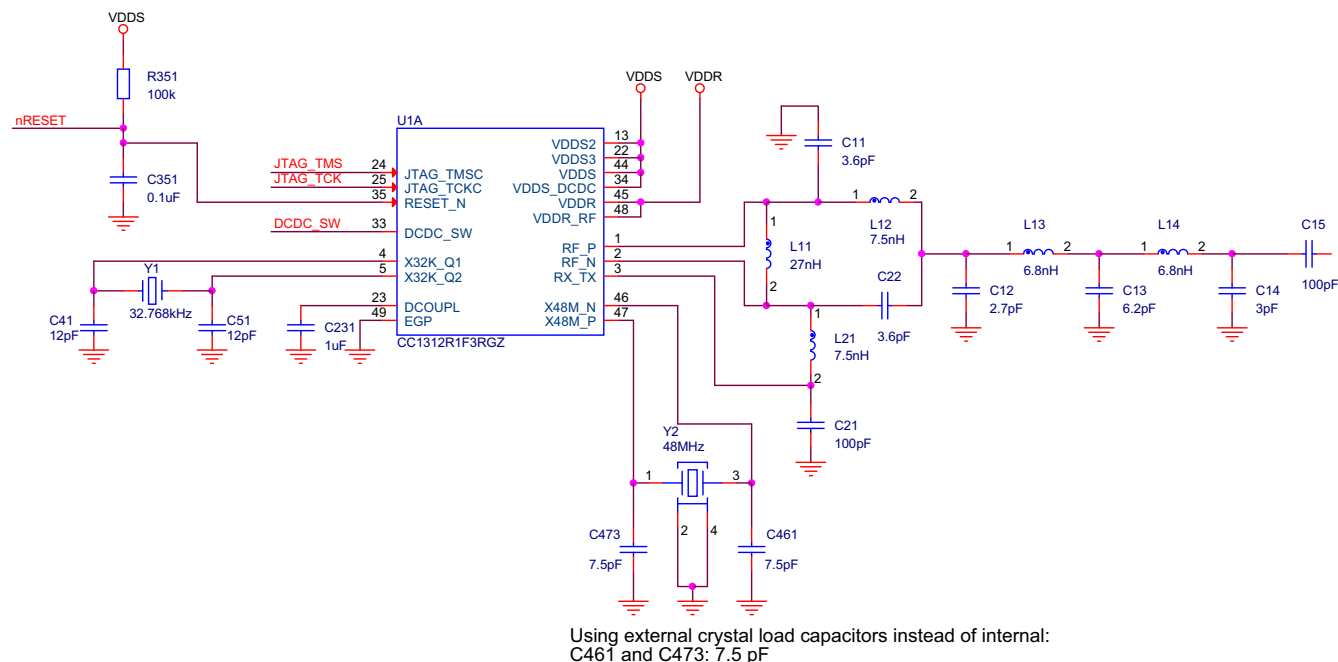 VDDS
R351
100k
nRESET
C351
0.1uF
VDDS
VDDR
U1A
JTAG_TMS
24
JTAG_TMSC
JTAG_TCK
25
JTAG_TCKC
35
RESET_N
DCDC_SW
33
DCDC_SW
4
X32K_Q1
5
X32K_Q2
23
DCOUPL
49
EGP
VDDS2
13
VDDS3
22
VDDS
44
VDDS_DCDC
34
VDDR
45
VDDR_RF
48
RF_P
1
RF_N
2
RX_TX
3
X48M_N
46
X48M_P
47
CC1312R1F3RGZ
Y1
32.768kHz
C41
12pF
C51
12pF
C231
1uF
C11
3.6pF
1
2
L12
7.5nH
1
L11
27nH
2
C22
3.6pF
1
L21
7.5nH
2
C21
100pF
L13
1
2
6.8nH
L14
1
2
6.8nH
C15
100pF
C12
2.7pF
C13
6.2pF
C14
3pF
Y2
48MHz
1
3
2
4
C473
7.5pF
C461
7.5pF
Using external crystal load capacitors instead of internal:
C461 and C473: 7.5 pF